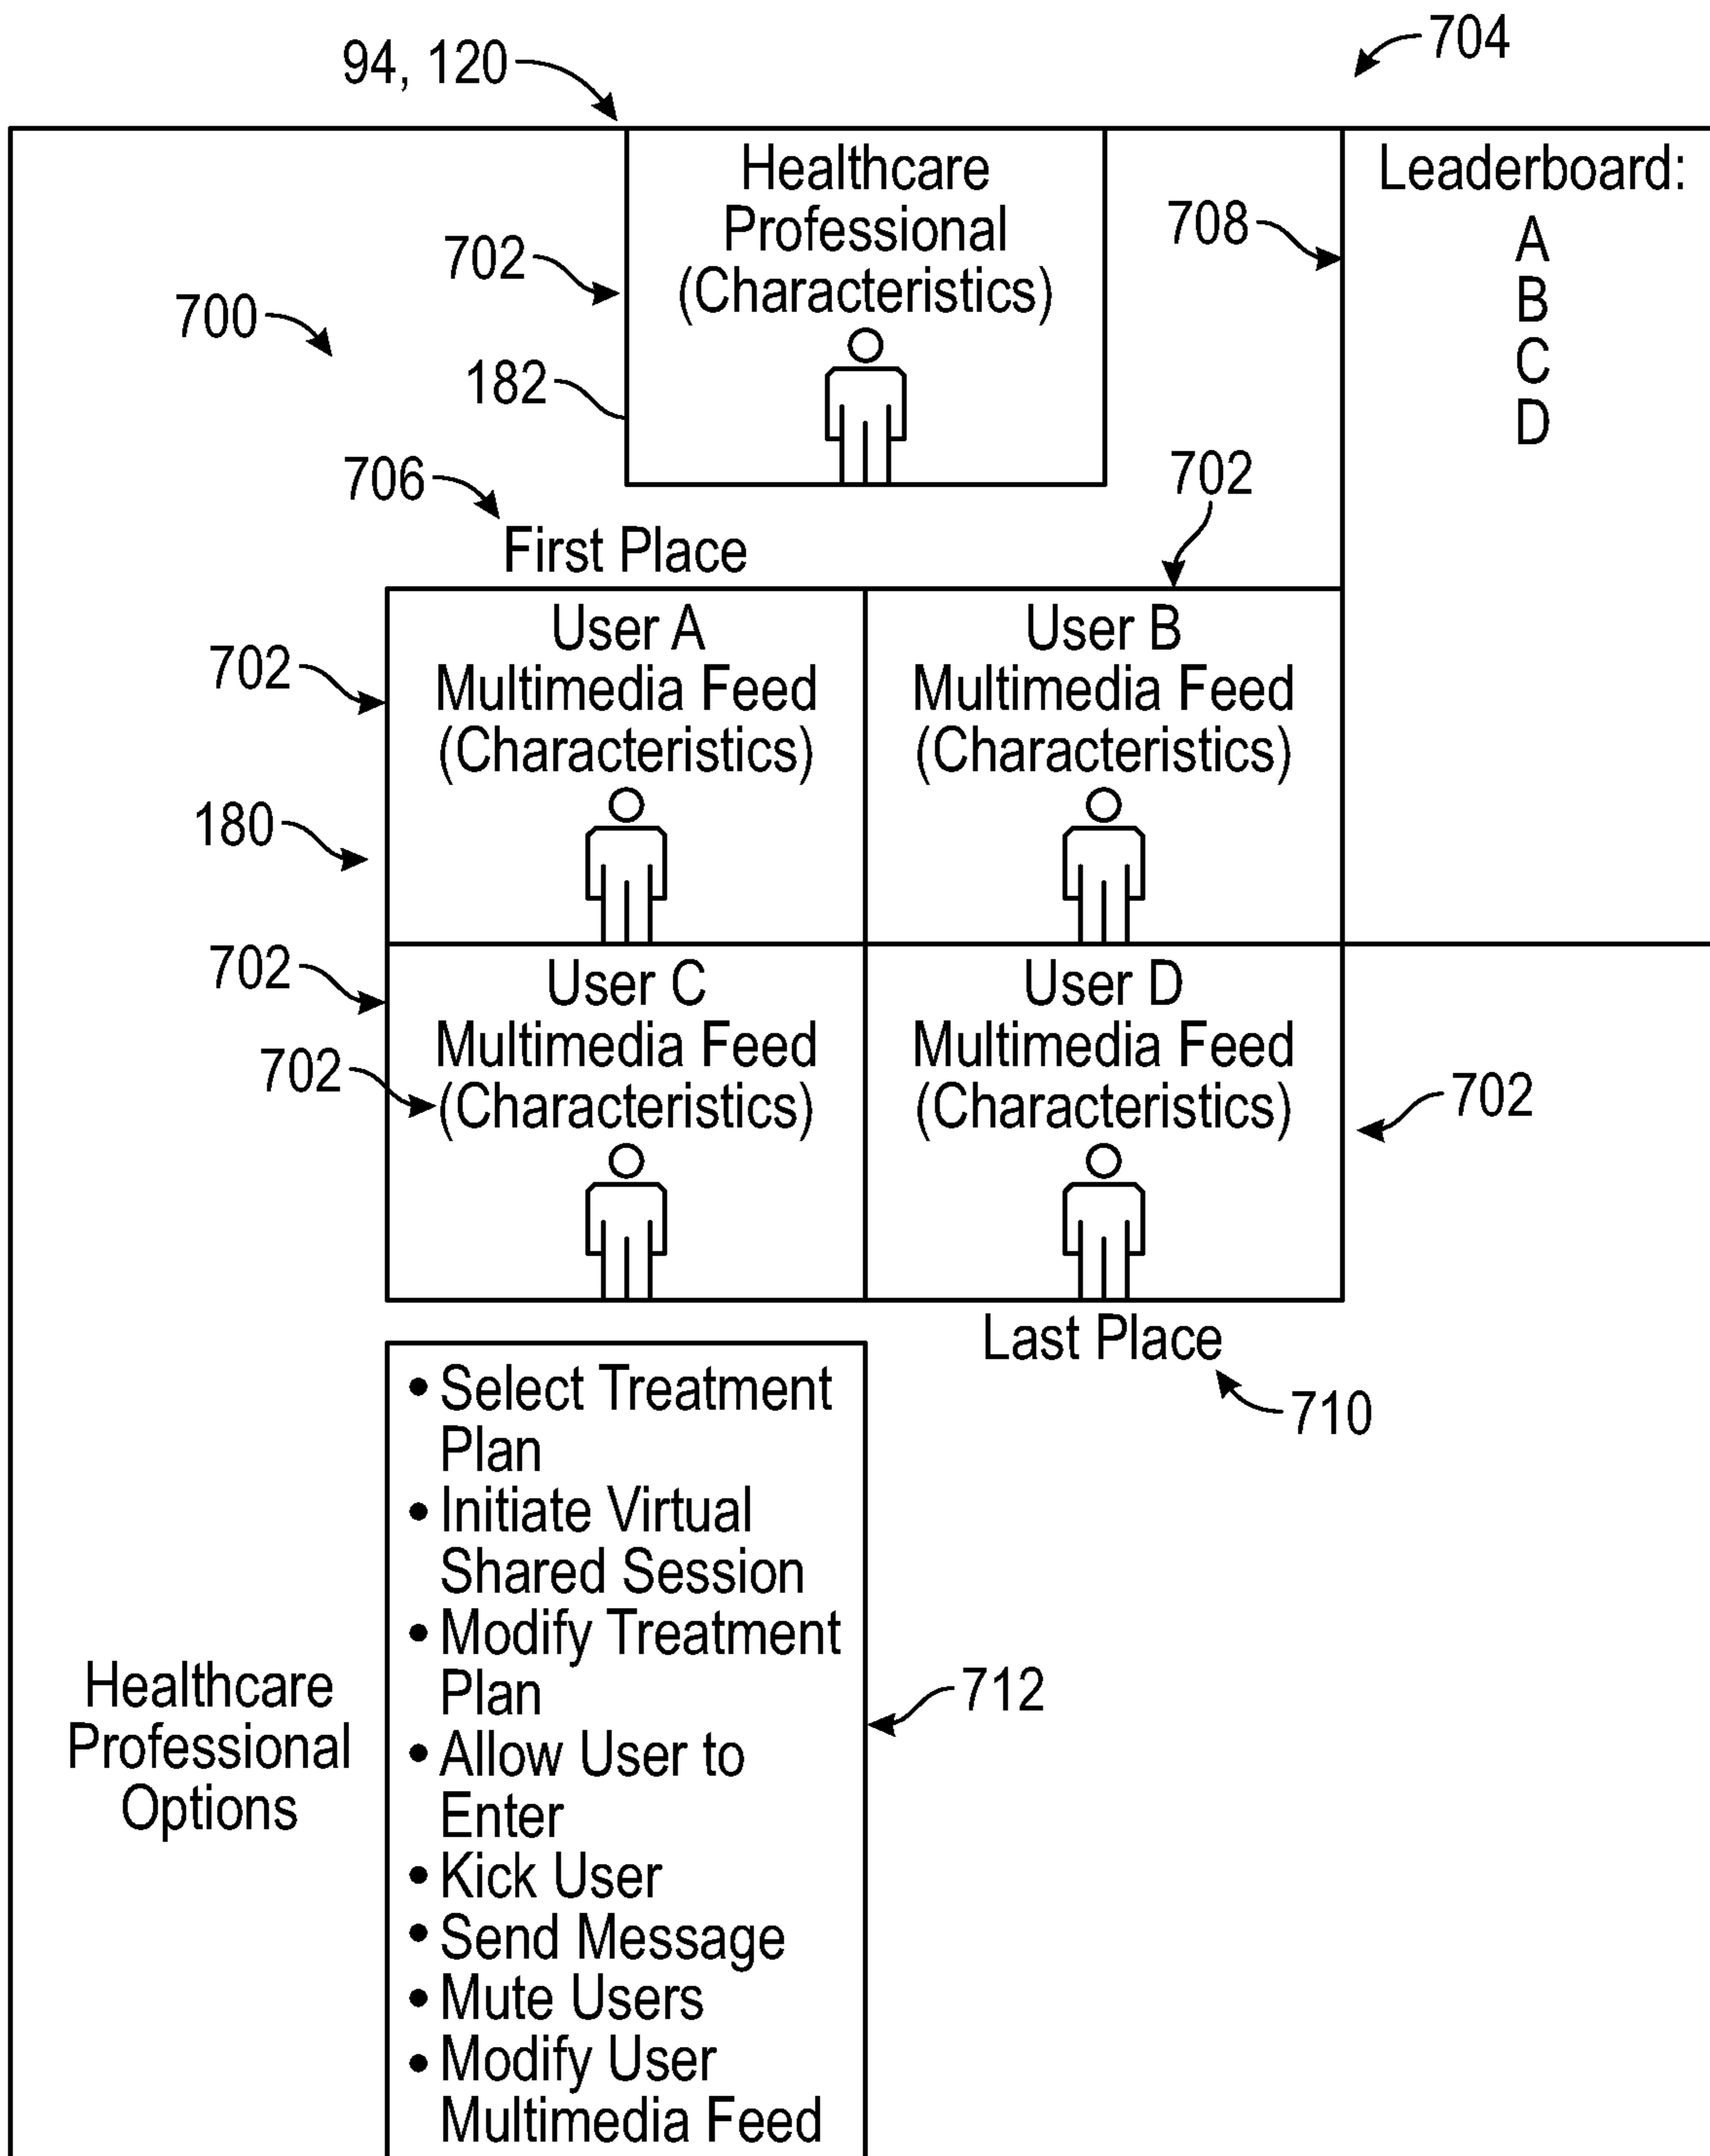 704
94, 120
Healthcare
Professional
(Characteristics)
702
700
182
708
Leaderboard:
A
B
C
D
706
First Place
702
User A
Multimedia Feed
(Characteristics)
702
180
User B
Multimedia Feed
(Characteristics)
702
User C
Multimedia Feed
(Characteristics)
702
User D
Multimedia Feed
(Characteristics)
702
Last Place
710
Healthcare
Professional
Options
• Select Treatment
Plan
• Initiate Virtual
Shared Session
• Modify Treatment
Plan
• Allow User to
Enter
• Kick User
• Send Message
• Mute Users
• Modify User
Multimedia Feed
712